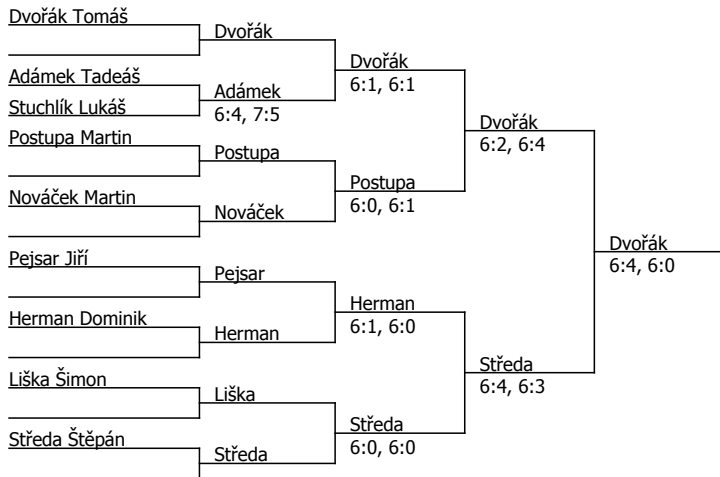 Dvořák Tomáš
Dvořák
Dvořák
6:1, 6:1
Adámek Tadeáš
Adámek
6:4, 7:5
Stuchlík Lukáš
Dvořák
6:2, 6:4
Postupa Martin
Postupa
Postupa
6:0, 6:1
Nováček Martin
Nováček
Dvořák
6:4, 6:0
Pejsar Jiří
Pejsar
Herman
6:1, 6:0
Herman Dominik
Herman
Středa
6:4, 6:3
Liška Šimon
Liška
Středa
6:0, 6:0
Středa Štěpán
Středa